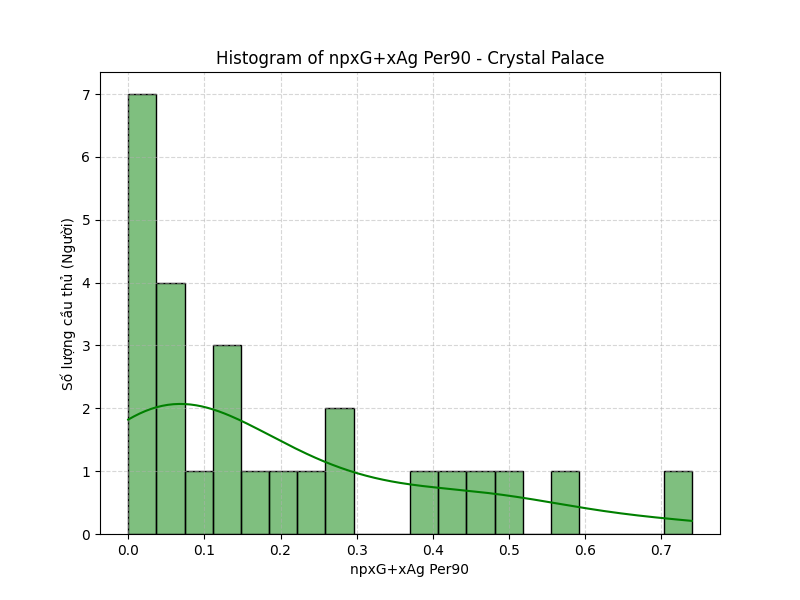 Histogram of npxG+xAg Per90 - Crystal Palace
Số lượng cầu thủ (Người)
7
6
5
4
3
2
1
0
0.0 0.1 0.2 0.3 0.4 0.5 0.6 0.7
npxG+xAg Per90